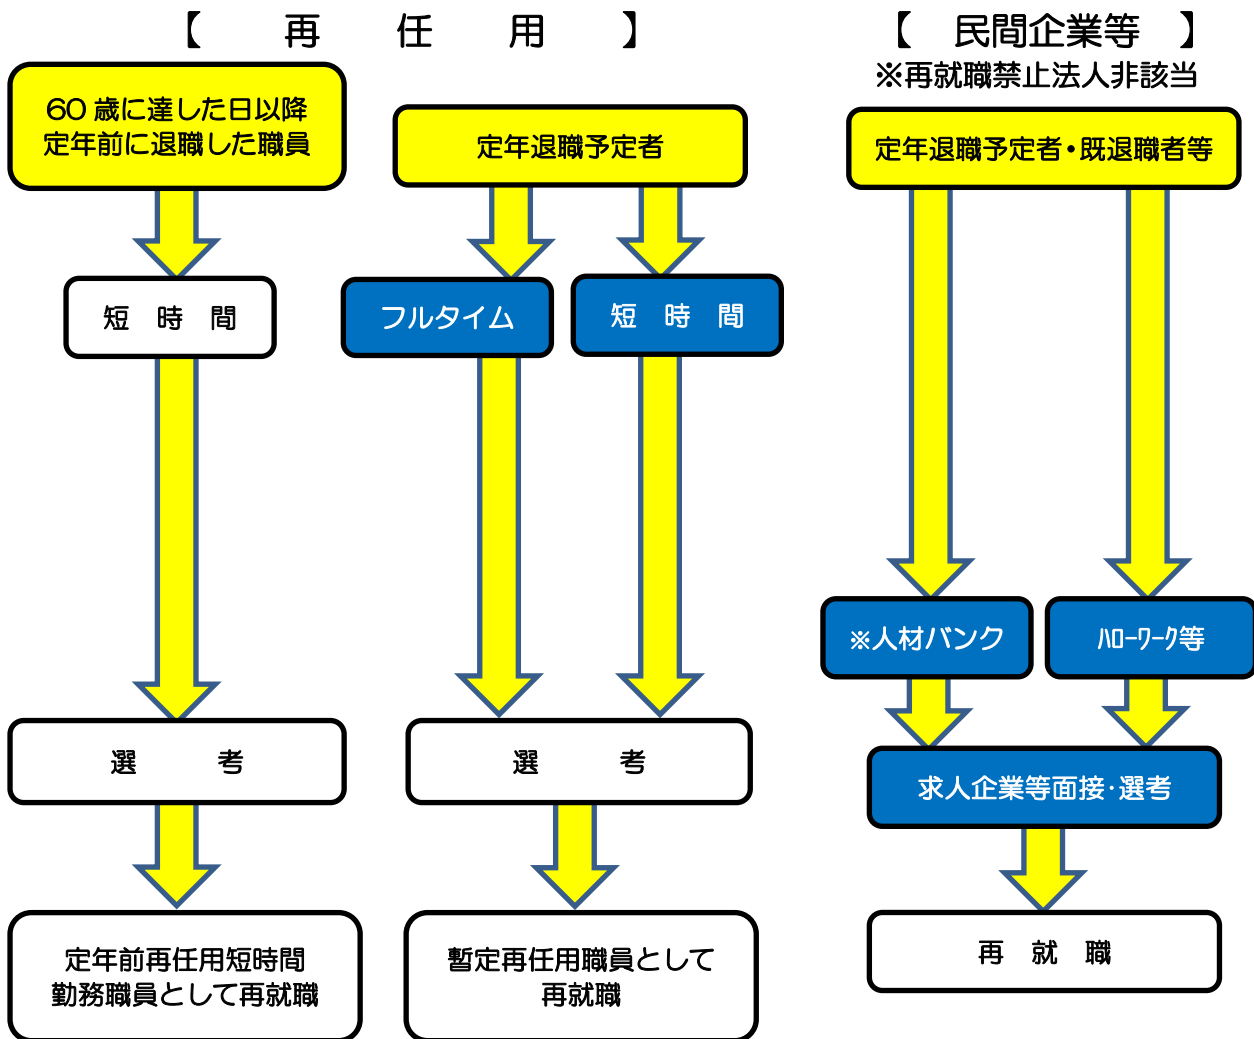 【　再　任　用　】
60 歳に達した日以降
定年前に退職した職員
定年退職予定者
短　時　間
フルタイム
短　時　間
選　考
選　考
定年前再任用短時間
勤務職員として再就職
暫定再任用職員として
再就職
【　民間企業等　】
※再就職禁止法人非該当
定年退職予定者・既退職者等
※人材バンク
ﾊﾛｰﾜｰｸ等
求人企業等面接・選考
再　就　職